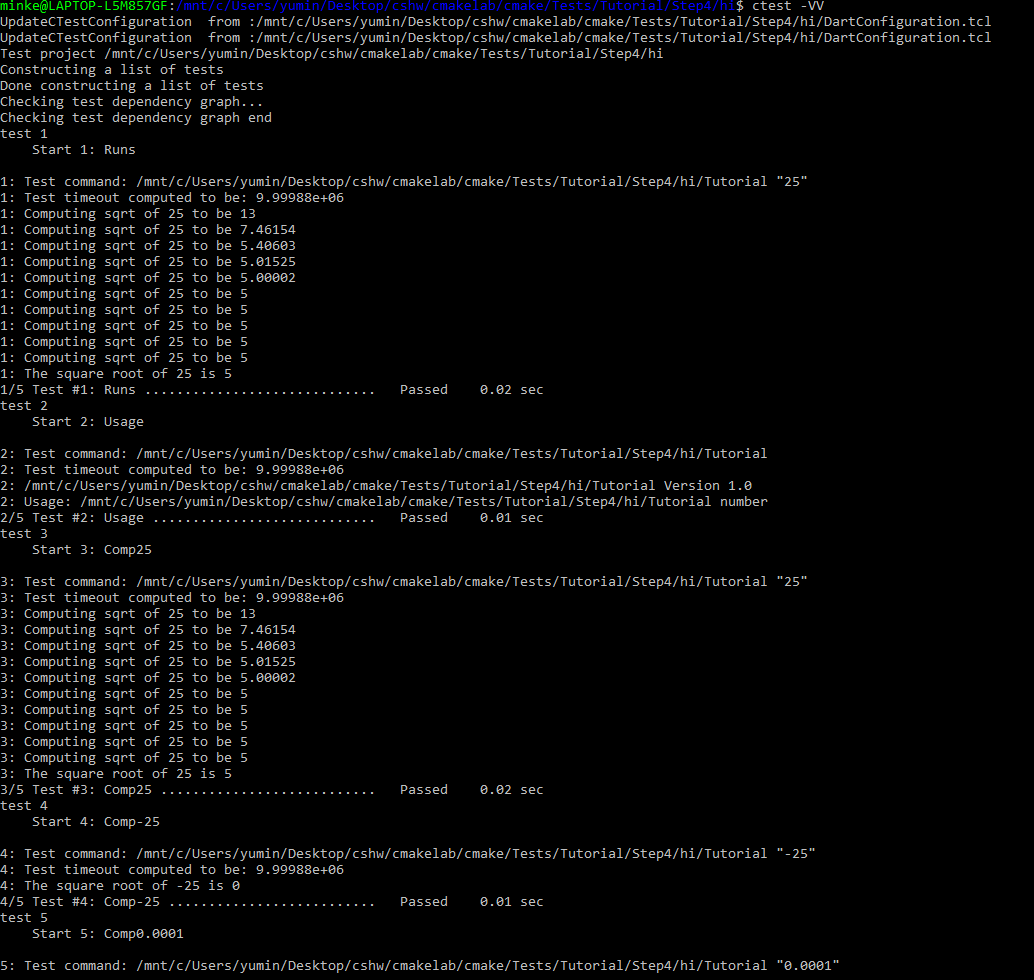 minke@LAPTOP-L5M857GF:/mnt/c/Users/yumin/Desktop/cshw/cmakelab/cmake/Tests/Tutorial/Step4/hi$ ctest -VV
UpdateCTestConfiguration  from :/mnt/c/Users/yumin/Desktop/cshw/cmakelab/cmake/Tests/Tutorial/Step4/hi/DartConfiguration.tcl
UpdateCTestConfiguration  from :/mnt/c/Users/yumin/Desktop/cshw/cmakelab/cmake/Tests/Tutorial/Step4/hi/DartConfiguration.tcl
Test project /mnt/c/Users/yumin/Desktop/cshw/cmakelab/cmake/Tests/Tutorial/Step4/hi
Constructing a list of tests
Done constructing a list of tests
Checking test dependency graph...
Checking test dependency graph end
test 1
    Start 1: Runs
1: Test command: /mnt/c/Users/yumin/Desktop/cshw/cmakelab/cmake/Tests/Tutorial/Step4/hi/Tutorial "25"
1: Test timeout computed to be: 9.99988e+06
1: Computing sqrt of 25 to be 13
1: Computing sqrt of 25 to be 7.46154
1: Computing sqrt of 25 to be 5.40603
1: Computing sqrt of 25 to be 5.01525
1: Computing sqrt of 25 to be 5.00002
1: Computing sqrt of 25 to be 5
1: Computing sqrt of 25 to be 5
1: Computing sqrt of 25 to be 5
1: Computing sqrt of 25 to be 5
1: Computing sqrt of 25 to be 5
1: The square root of 25 is 5
1/5 Test #1: Runs .............................   Passed    0.02 sec
test 2
    Start 2: Usage
2: Test command: /mnt/c/Users/yumin/Desktop/cshw/cmakelab/cmake/Tests/Tutorial/Step4/hi/Tutorial
2: Test timeout computed to be: 9.99988e+06
2: /mnt/c/Users/yumin/Desktop/cshw/cmakelab/cmake/Tests/Tutorial/Step4/hi/Tutorial Version 1.0
2: Usage: /mnt/c/Users/yumin/Desktop/cshw/cmakelab/cmake/Tests/Tutorial/Step4/hi/Tutorial number
2/5 Test #2: Usage ............................   Passed    0.01 sec
test 3
    Start 3: Comp25
3: Test command: /mnt/c/Users/yumin/Desktop/cshw/cmakelab/cmake/Tests/Tutorial/Step4/hi/Tutorial "25"
3: Test timeout computed to be: 9.99988e+06
3: Computing sqrt of 25 to be 13
3: Computing sqrt of 25 to be 7.46154
3: Computing sqrt of 25 to be 5.40603
3: Computing sqrt of 25 to be 5.01525
3: Computing sqrt of 25 to be 5.00002
3: Computing sqrt of 25 to be 5
3: Computing sqrt of 25 to be 5
3: Computing sqrt of 25 to be 5
3: Computing sqrt of 25 to be 5
3: Computing sqrt of 25 to be 5
3: The square root of 25 is 5
3/5 Test #3: Comp25 ...........................   Passed    0.02 sec
test 4
    Start 4: Comp-25
4: Test command: /mnt/c/Users/yumin/Desktop/cshw/cmakelab/cmake/Tests/Tutorial/Step4/hi/Tutorial "-25"
4: Test timeout computed to be: 9.99988e+06
4: The square root of -25 is 0
4/5 Test #4: Comp-25 ..........................   Passed    0.01 sec
test 5
    Start 5: Comp0.0001
5: Test command: /mnt/c/Users/yumin/Desktop/cshw/cmakelab/cmake/Tests/Tutorial/Step4/hi/Tutorial "0.0001"